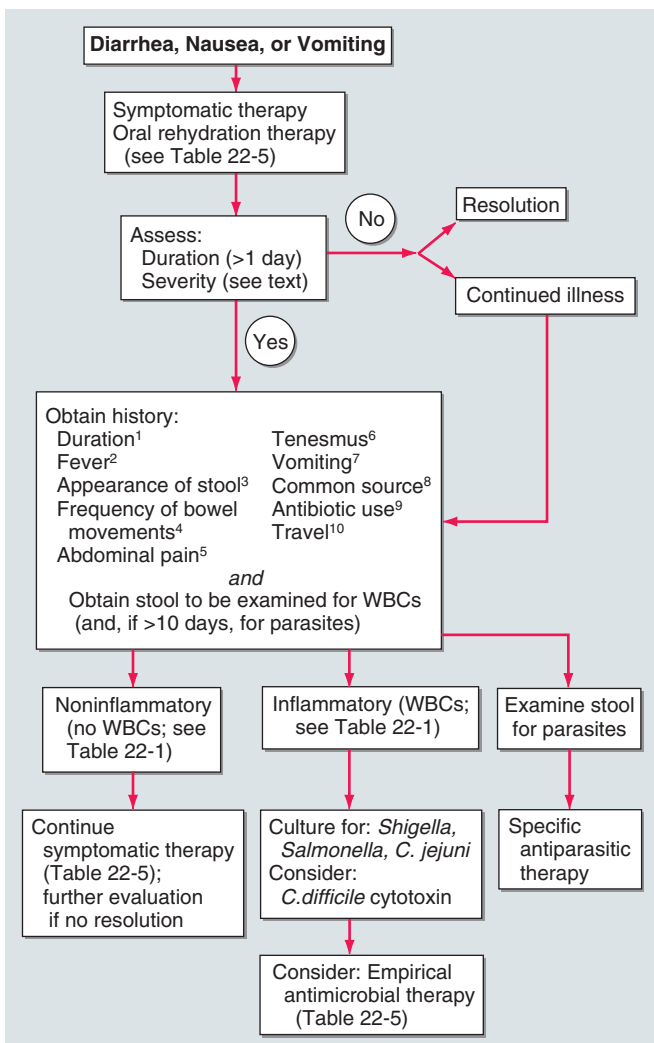 Diarrhea, Nausea, or Vomiting
Symptomatic therapy
Oral rehydration therapy
(see Table 22-5)
No
Resolution
Assess:
Duration (>1 day)
Severity (see text)
Continued illness
Yes
Obtain history:
Duration¹
Fever²
Appearance of stool³
Frequency of bowel
movements⁴
Abdominal pain⁵
Tenesmus⁶
Vomiting⁷
Common source⁸
Antibiotic use⁹
Travel¹⁰
and
Obtain stool to be examined for WBCs
(and, if >10 days, for parasites)
Noninflammatory
(no WBCs; see
Table 22-1)
Inflammatory (WBCs;
see Table 22-1)
Examine stool
for parasites
Continue
symptomatic therapy
(Table 22-5);
further evaluation
if no resolution
Culture for: Shigella,
Salmonella, C. jejuni
Consider:
C.difficile cytotoxin
Specific
antiparasitic
therapy
Consider: Empirical
antimicrobial therapy
(Table 22-5)